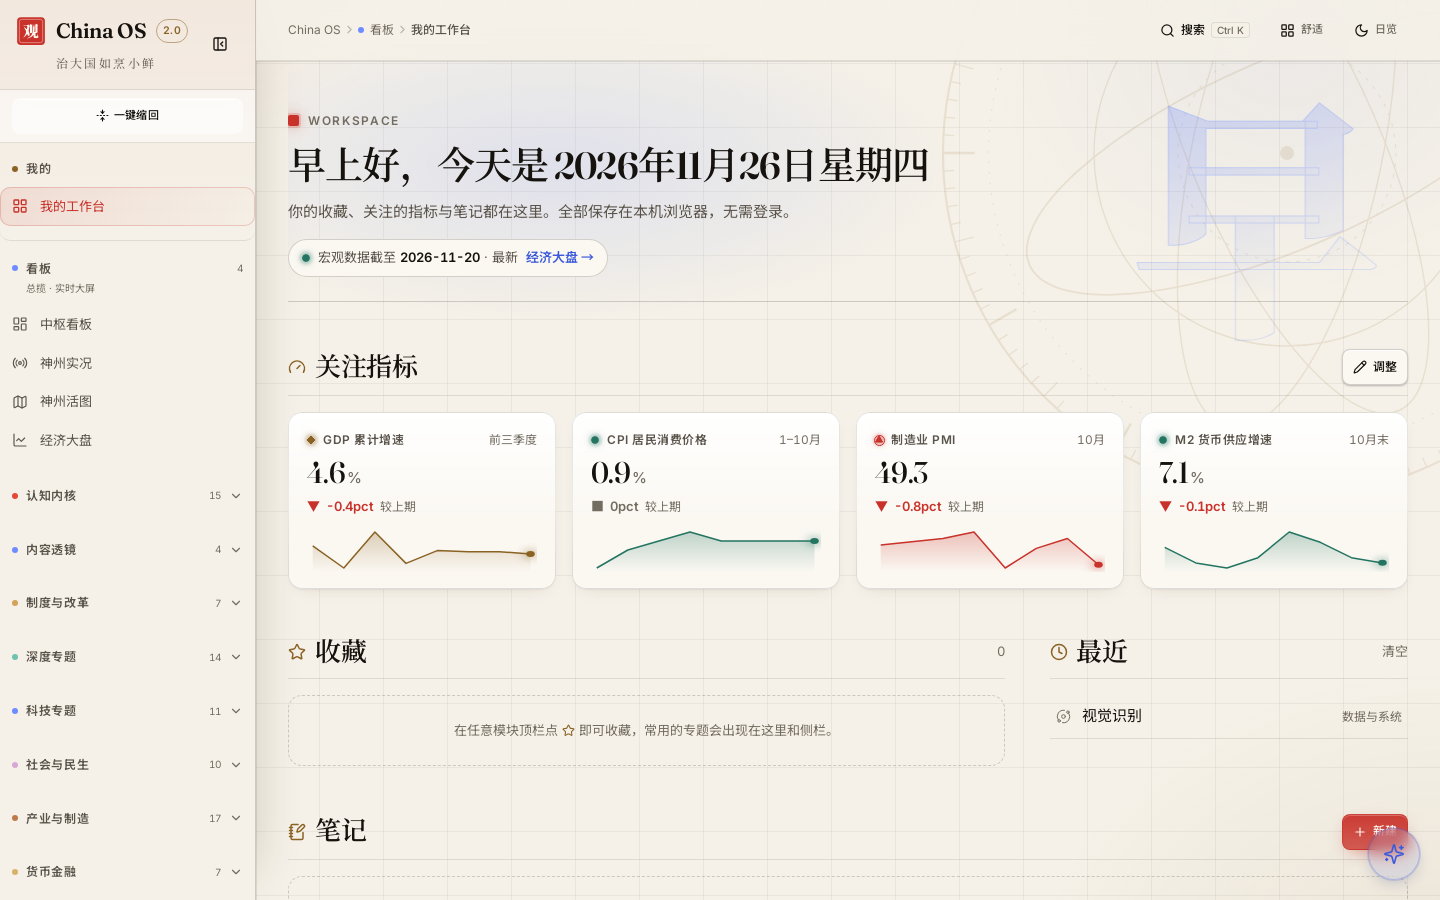 观 China OS 2.0
治大国如烹小鲜
一键缩回
我的
我的工作台
看板 4
总揽 · 实时大屏
中枢看板
神州实况
神州活图
经济大盘
认知内核 15
内容透镜 4
制度与改革 7
深度专题 14
科技专题 11
社会与民生 10
产业与制造 17
货币金融 7
China OS > 看板 > 我的工作台
搜索 Ctrl K 舒适 日览
WORKSPACE
早上好，今天是 2026年11月26日星期四
你的收藏、关注的指标与笔记都在这里。全部保存在本机浏览器，无需登录。
宏观数据截至 2026-11-20 · 最新 经济大盘 →
关注指标
调整
GDP 累计增速 前三季度
4.6%
▼ -0.4pct 较上期
CPI 居民消费价格 1–10月
0.9%
■ 0pct 较上期
制造业 PMI 10月
49.3
▼ -0.8pct 较上期
M2 货币供应增速 10月末
7.1%
▼ -0.1pct 较上期
收藏 0
在任意模块顶栏点 ☆ 即可收藏，常用的专题会出现在这里和侧栏。
最近 清空
视觉识别 数据与系统
笔记
+ 新建